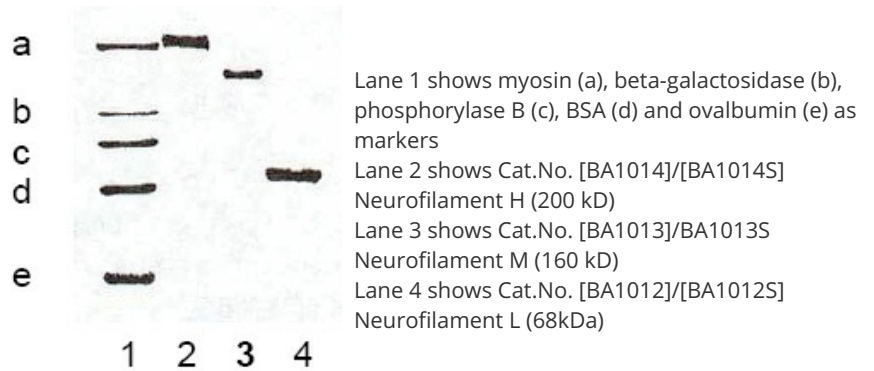 a
b
c
d
e
1 2 3 4
Lane 1 shows myosin (a), beta-galactosidase (b),
phosphorylase B (c), BSA (d) and ovalbumin (e) as
markers
Lane 2 shows Cat.No. [BA1014]/[BA1014S]
Neurofilament H (200 kD)
Lane 3 shows Cat.No. [BA1013]/BA1013S
Neurofilament M (160 kD)
Lane 4 shows Cat.No. [BA1012]/[BA1012S]
Neurofilament L (68kDa)